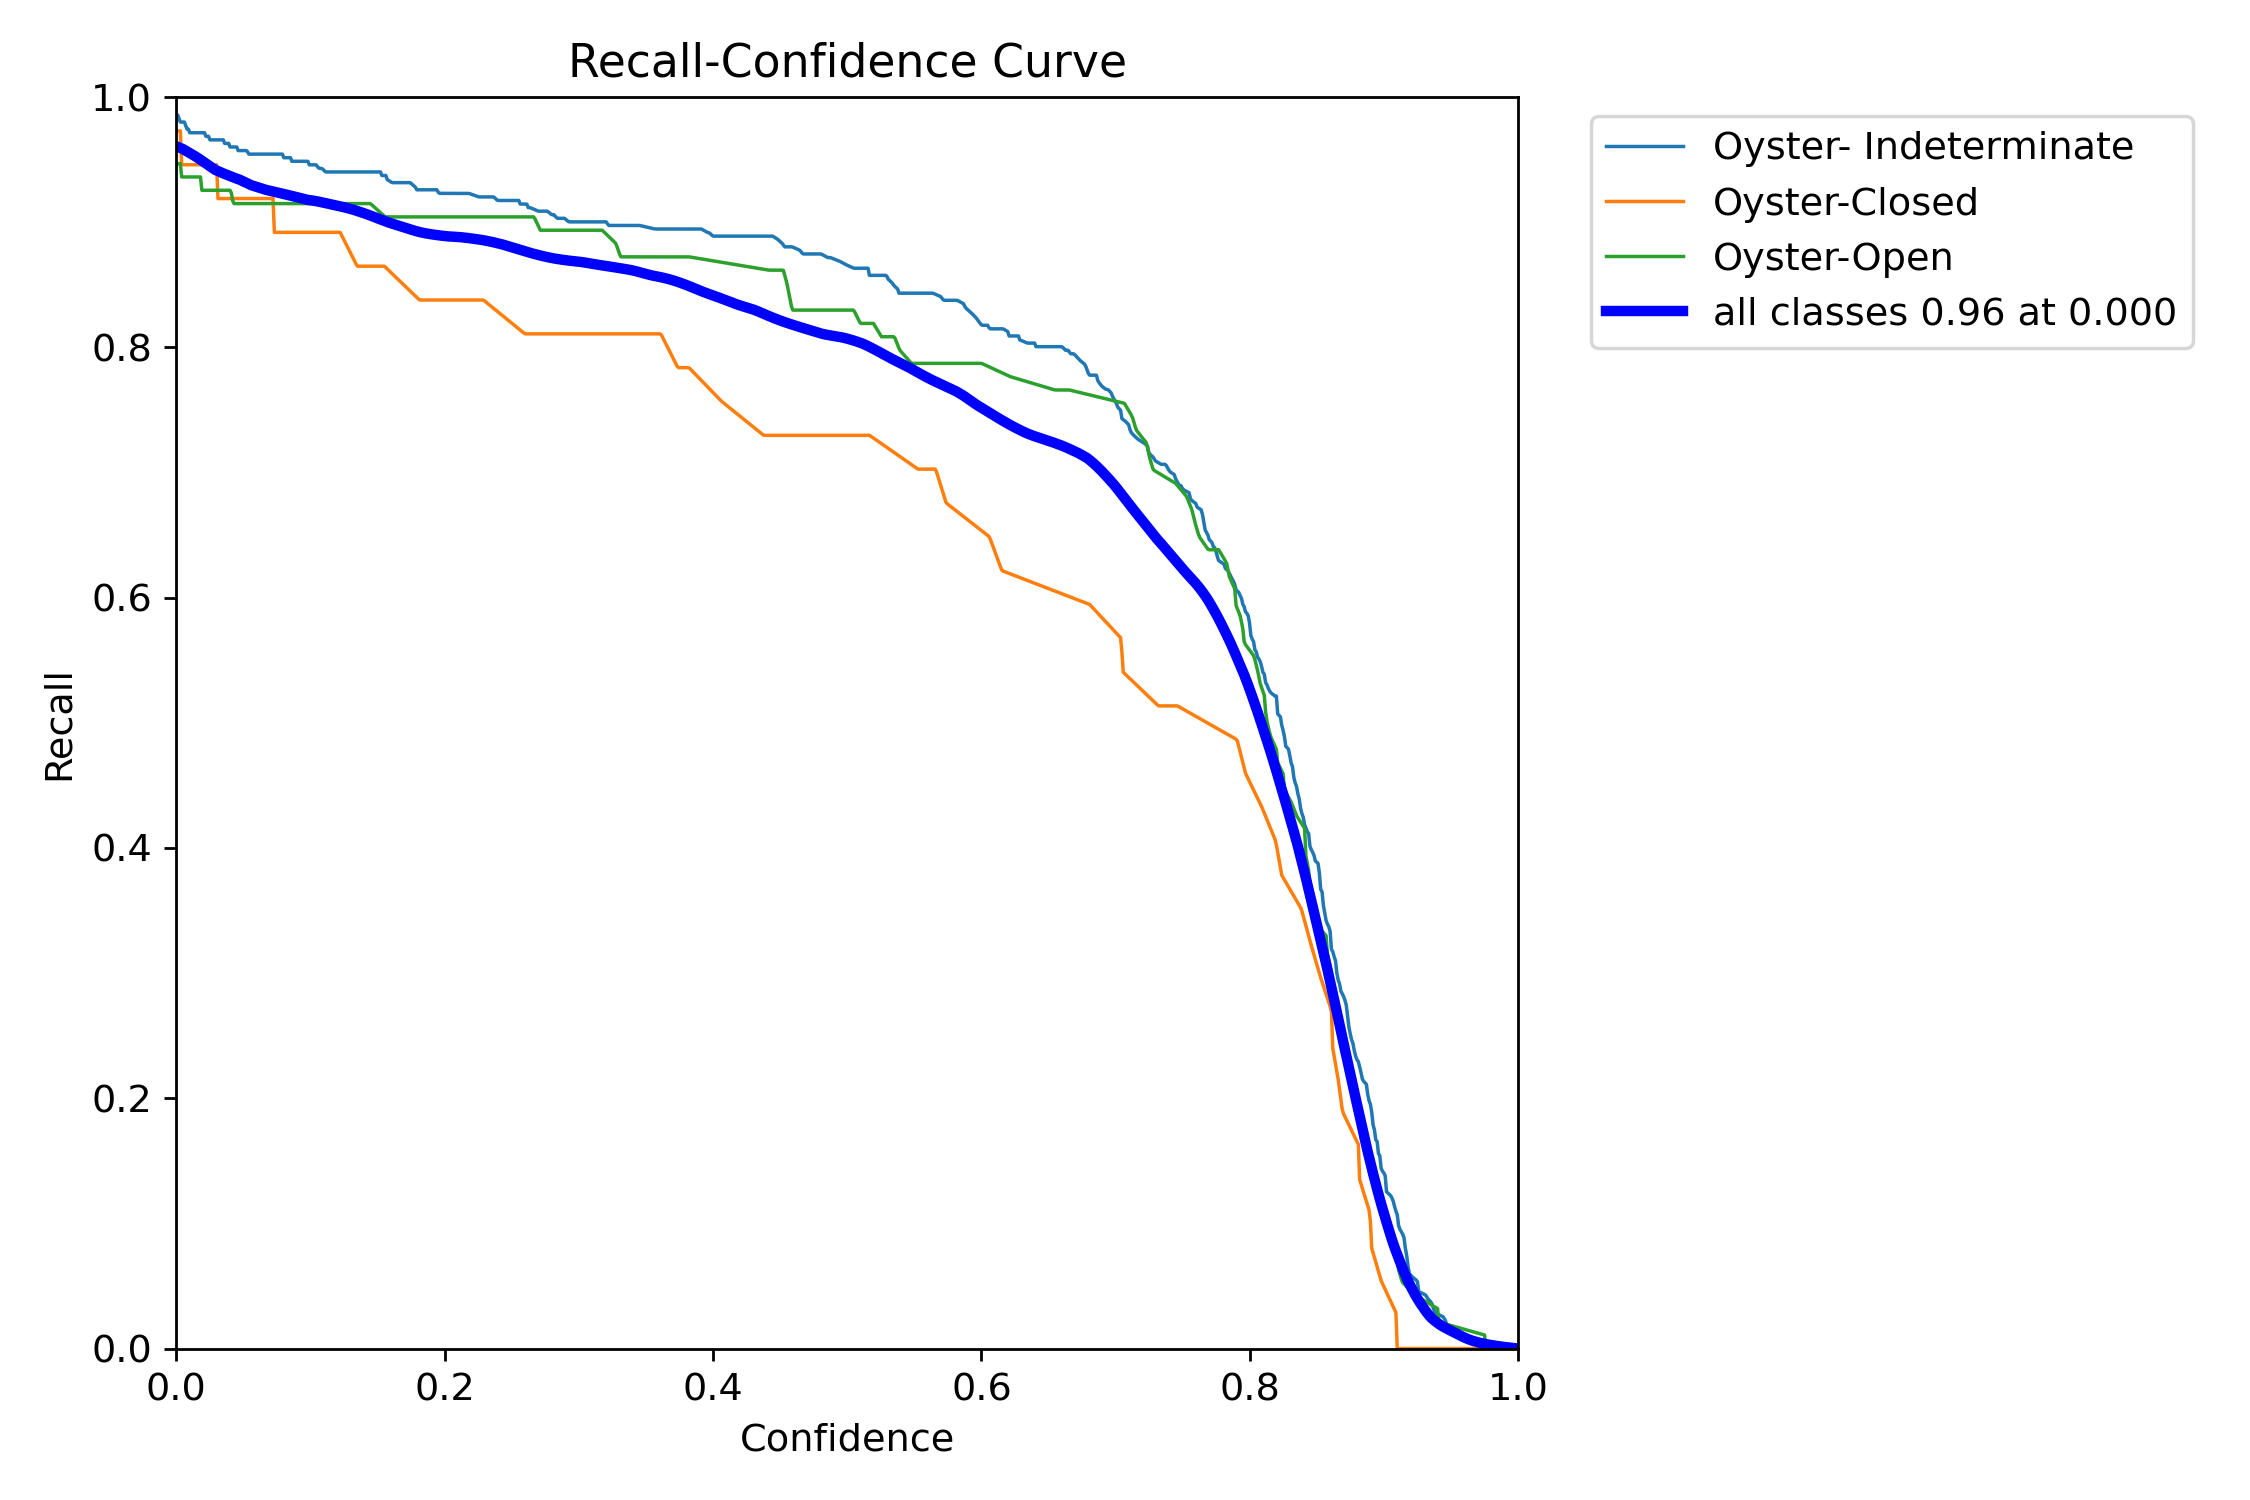 Recall-Confidence Curve
1.0
0.8
0.6
0.4
0.2
0.0
Recall
0.0 0.2 0.4 0.6 0.8 1.0
Confidence
Oyster- Indeterminate
Oyster-Closed
Oyster-Open
all classes 0.96 at 0.000